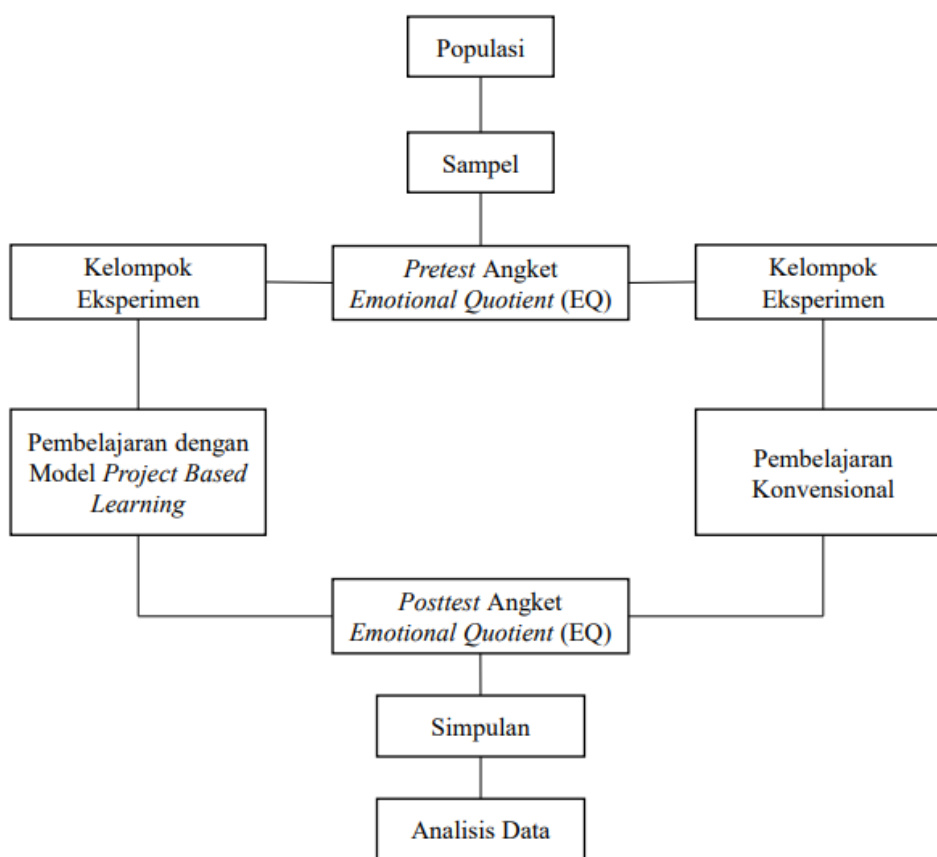 Populasi
Sampel
Kelompok
Eksperimen
Pretest Angket
Emotional Quotient (EQ)
Kelompok
Eksperimen
Pembelajaran dengan
Model Project Based
Learning
Pembelajaran
Konvensional
Posttest Angket
Emotional Quotient (EQ)
Simpulan
Analisis Data